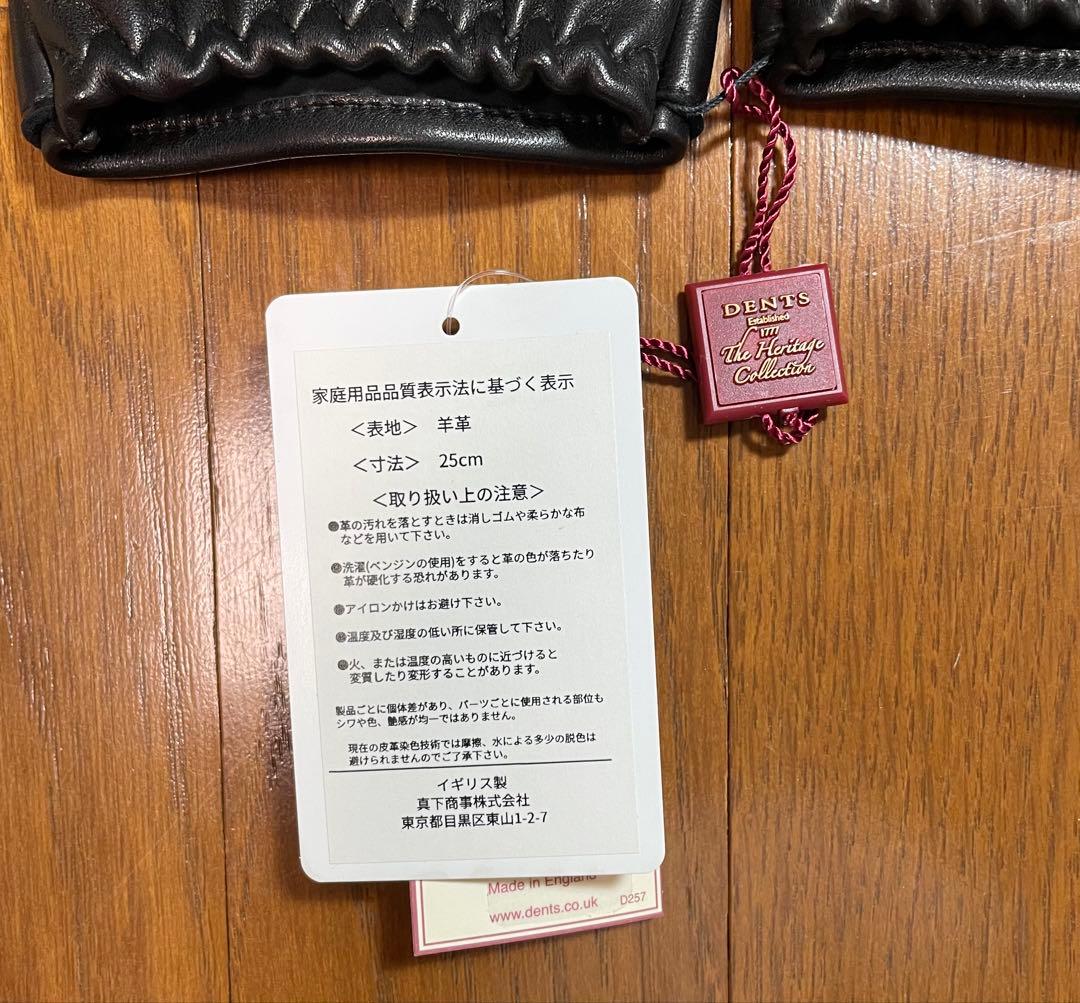 DENTS
Established
1777
The Heritage
Collection
家庭用品品質表示法に基づく表示
＜表地＞ 羊革
＜寸法＞ 25cm
＜取り扱い上の注意＞
●革の汚れを落とすときは消しゴムや柔らかな布
などを用いて下さい。
●洗濯(ベンジンの使用)をすると革の色が落ちたり
革が硬化する恐れがあります。
●アイロンかけはお避け下さい。
●温度及び湿度の低い所に保管して下さい。
●火、または温度の高いものに近づけると
変質したり変形することがあります。
製品ごとに個体差があり、パーツごとに使用される部位も
シワや色、艶感が均一ではありません。
現在の皮革染色技術では摩擦、水による多少の脱色は
避けられませんのでご了承下さい。
イギリス製
真下商事株式会社
東京都目黒区東山1-2-7
Made in England
www.dents.co.uk D257